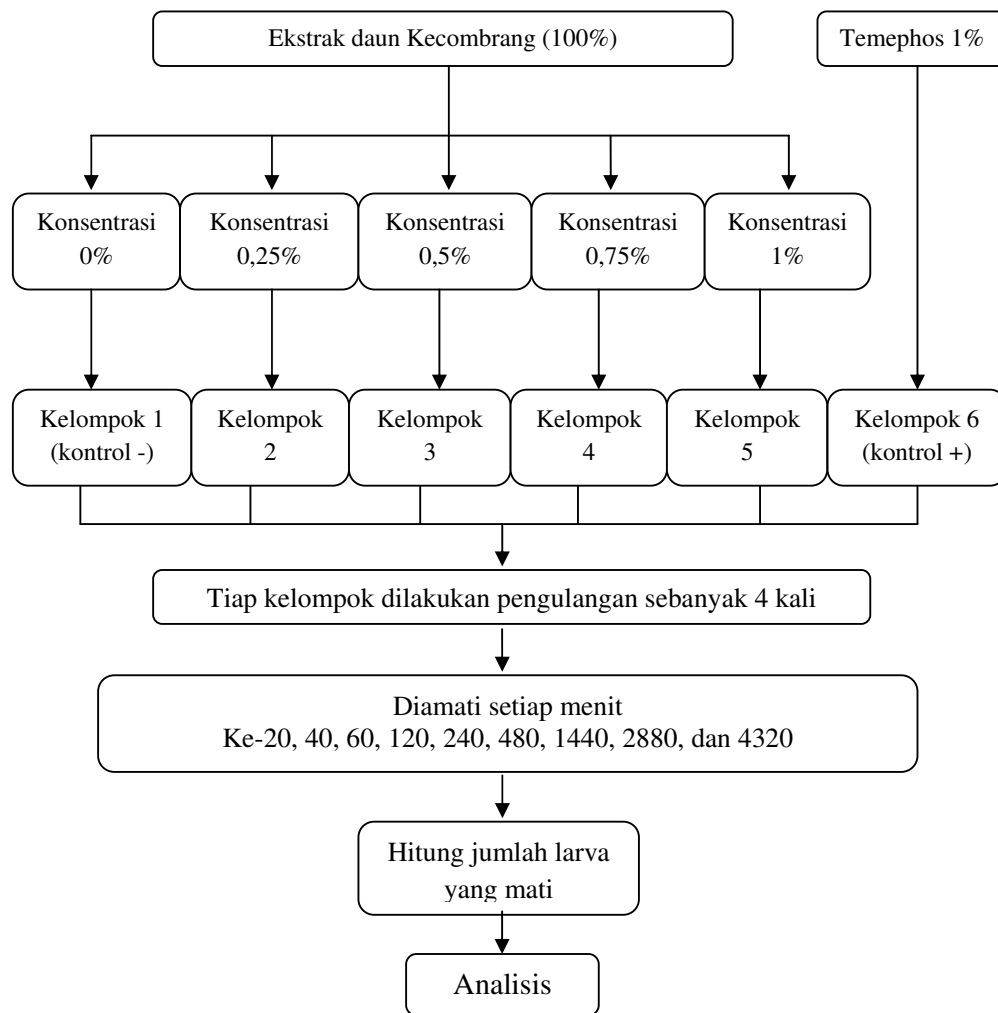 Ekstrak daun Kecombrang (100%)
Temephos 1%
Konsentrasi
0%
Konsentrasi
0,25%
Konsentrasi
0,5%
Konsentrasi
0,75%
Konsentrasi
1%
Kelompok 1
(kontrol -)
Kelompok
2
Kelompok
3
Kelompok
4
Kelompok
5
Kelompok 6
(kontrol +)
Tiap kelompok dilakukan pengulangan sebanyak 4 kali
Diamati setiap menit
Ke-20, 40, 60, 120, 240, 480, 1440, 2880, dan 4320
Hitung jumlah larva
yang mati
Analisis